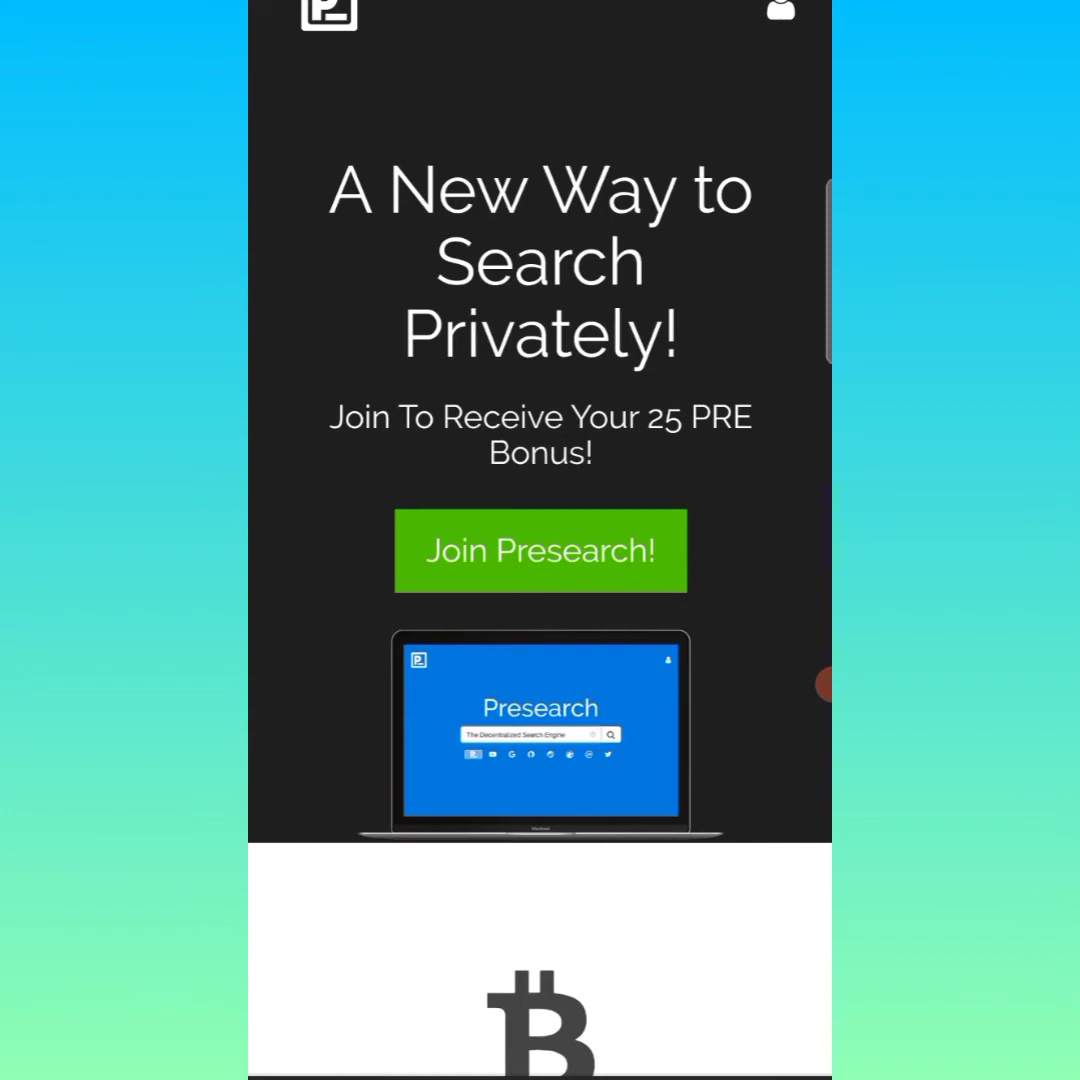 A New Way to
Search
Privately!
Join To Receive Your 25 PRE
Bonus!
Join Presearch!
Presearch
The Decentralized Search Engine